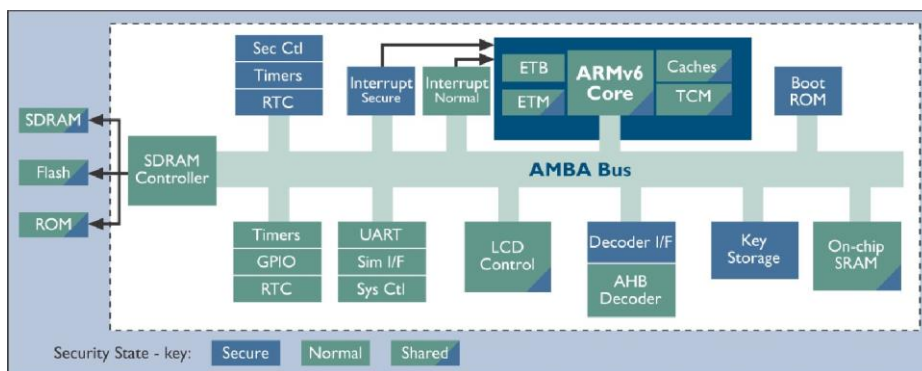 Sec Ctl
Timers
RTC
Interrupt
Secure
Interrupt
Normal
ETB
ETM
ARMv6
Core
Caches
TCM
Boot
ROM
SDRAM
Flash
ROM
SDRAM
Controller
AMBA Bus
Timers
GPIO
RTC
UART
Sim I/F
Sys Ctl
LCD
Control
Decoder I/F
AHB
Decoder
Key
Storage
On-chip
SRAM
Security State - key:
Secure
Normal
Shared